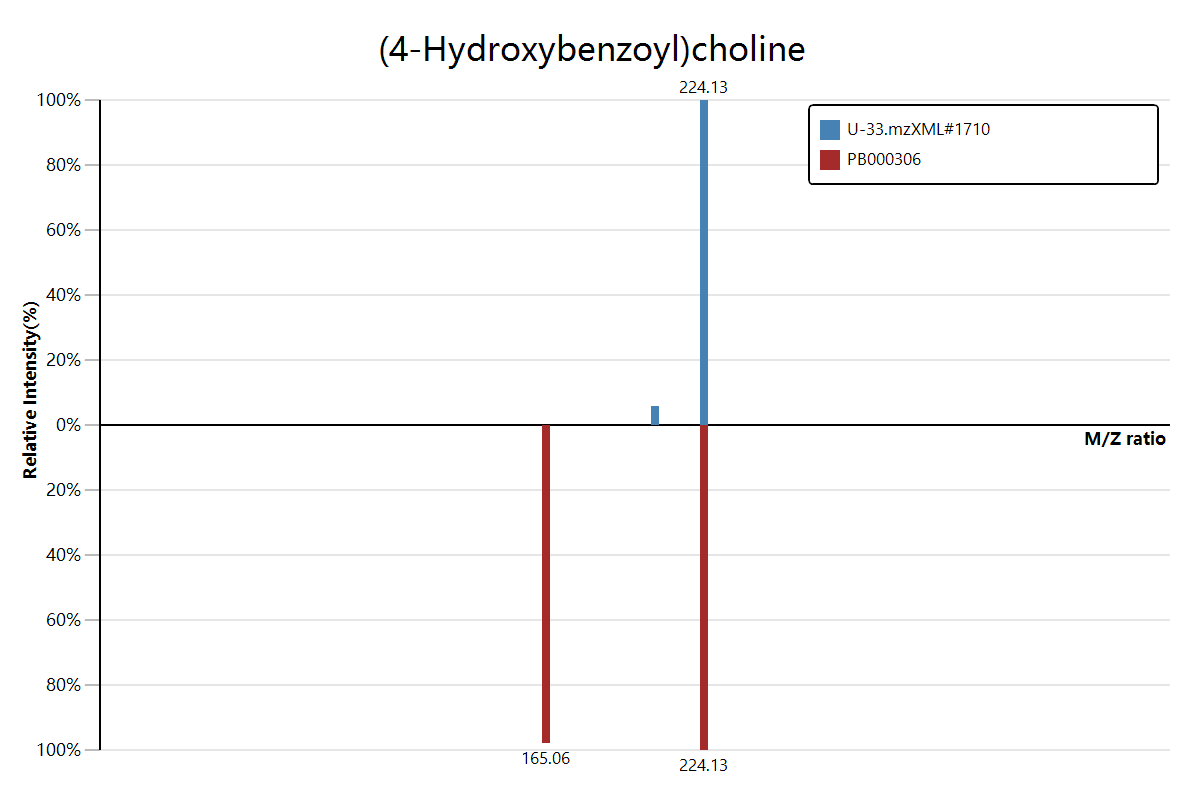 (4-Hydroxybenzoyl)choline
224.13
100%
U-33.mzXML#1710
PB000306
80%
60%
40%
20%
0%
M/Z ratio
Relative Intensity(%)
20%
40%
60%
80%
100%
165.06
224.13